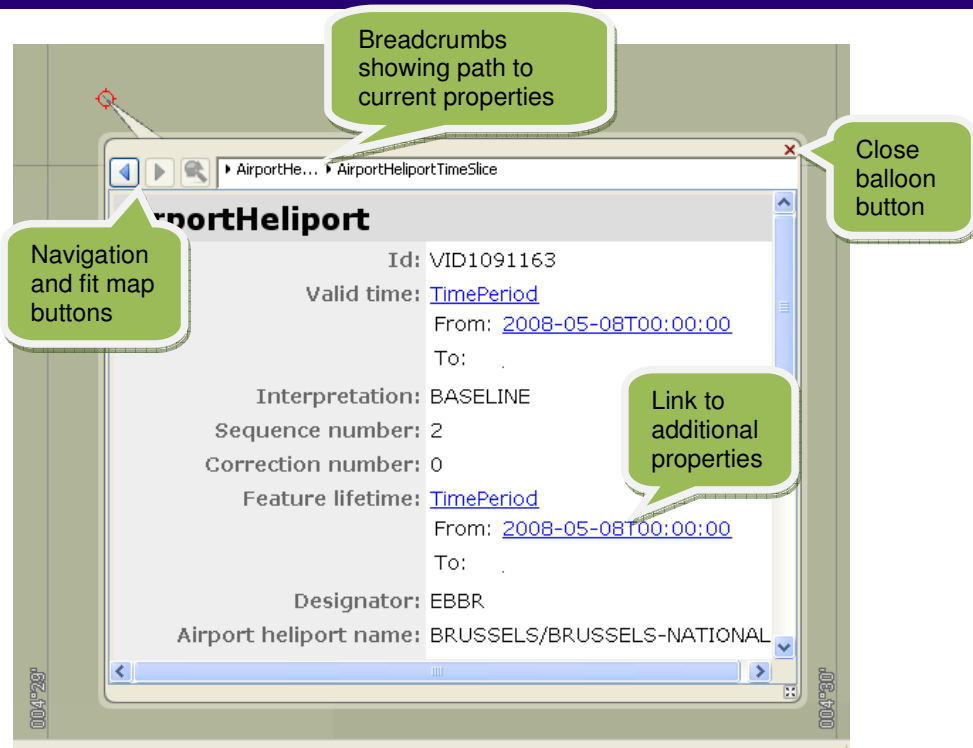 Breadcrumbs
showing path to
current properties
Close
balloon
button
AirportHe... AirportHeliportTimeSlice
Navigation
and fit map
buttons
Id: VID1091163
Valid time: TimePeriod
From: 2008-05-08T00:00:00
To:
Interpretation: BASELINE
Sequence number: 2
Correction number: 0
Feature lifetime: TimePeriod
From: 2008-05-08T00:00:00
To:
Link to
additional
properties
Designator: EBBR
Airport heliport name: BRUSSELS/BRUSSELS-NATIONAL
004°29'
004°30'